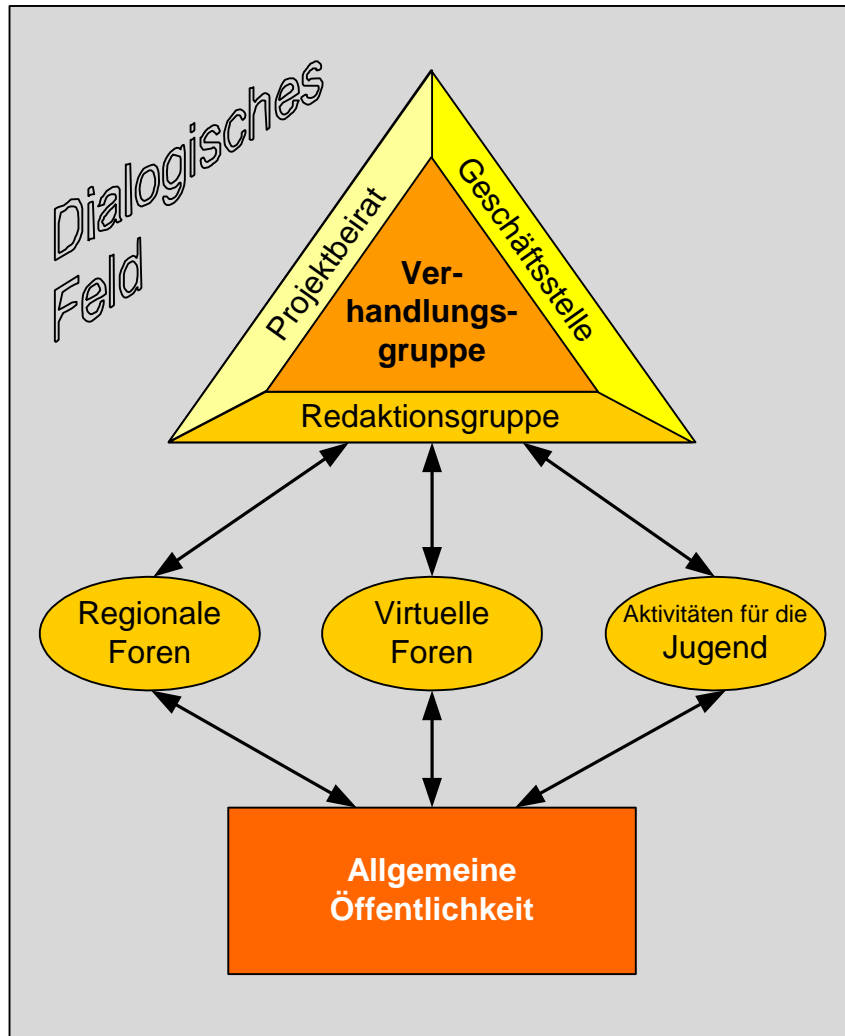 Dialogisches
Feld
Projektbeirat
Geschäftsstelle
Ver-
handlungs-
gruppe
Redaktionsgruppe
Regionale
Foren
Virtuelle
Foren
Aktivitäten für die
Jugend
Allgemeine
Öffentlichkeit